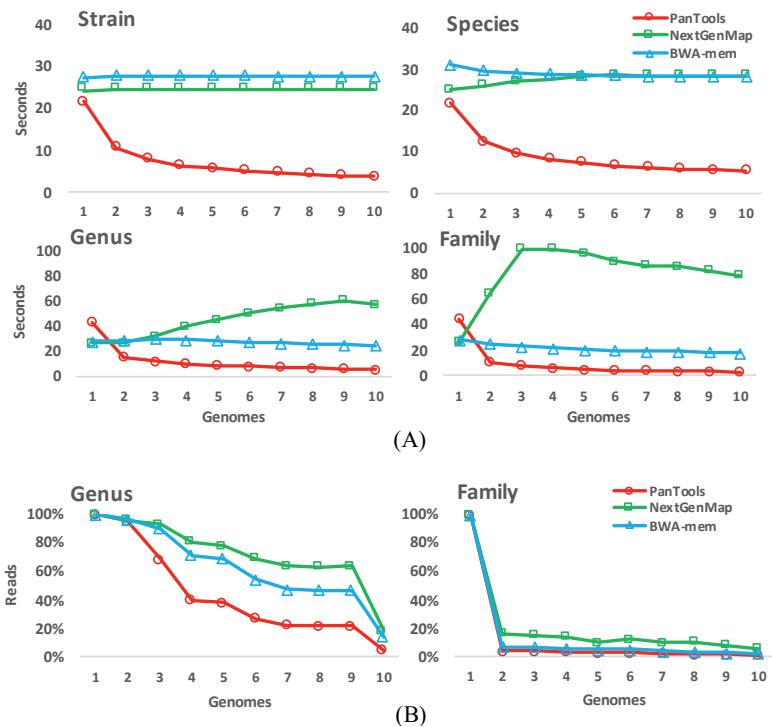 Strain
Seconds
40
30
20
10
0
1 2 3 4 5 6 7 8 9 10
Species
PanTools
NextGenMap
BWA-mem
40
30
20
10
0
1 2 3 4 5 6 7 8 9 10
Genus
Seconds
100
80
60
40
20
0
1 2 3 4 5 6 7 8 9 10
Genomes
Family
100
80
60
40
20
0
1 2 3 4 5 6 7 8 9 10
Genomes
(A)
Genus
Reads
100%
80%
60%
40%
20%
0%
1 2 3 4 5 6 7 8 9 10
Genomes
Family
PanTools
NextGenMap
BWA-mem
100%
80%
60%
40%
20%
0%
1 2 3 4 5 6 7 8 9 10
Genomes
(B)